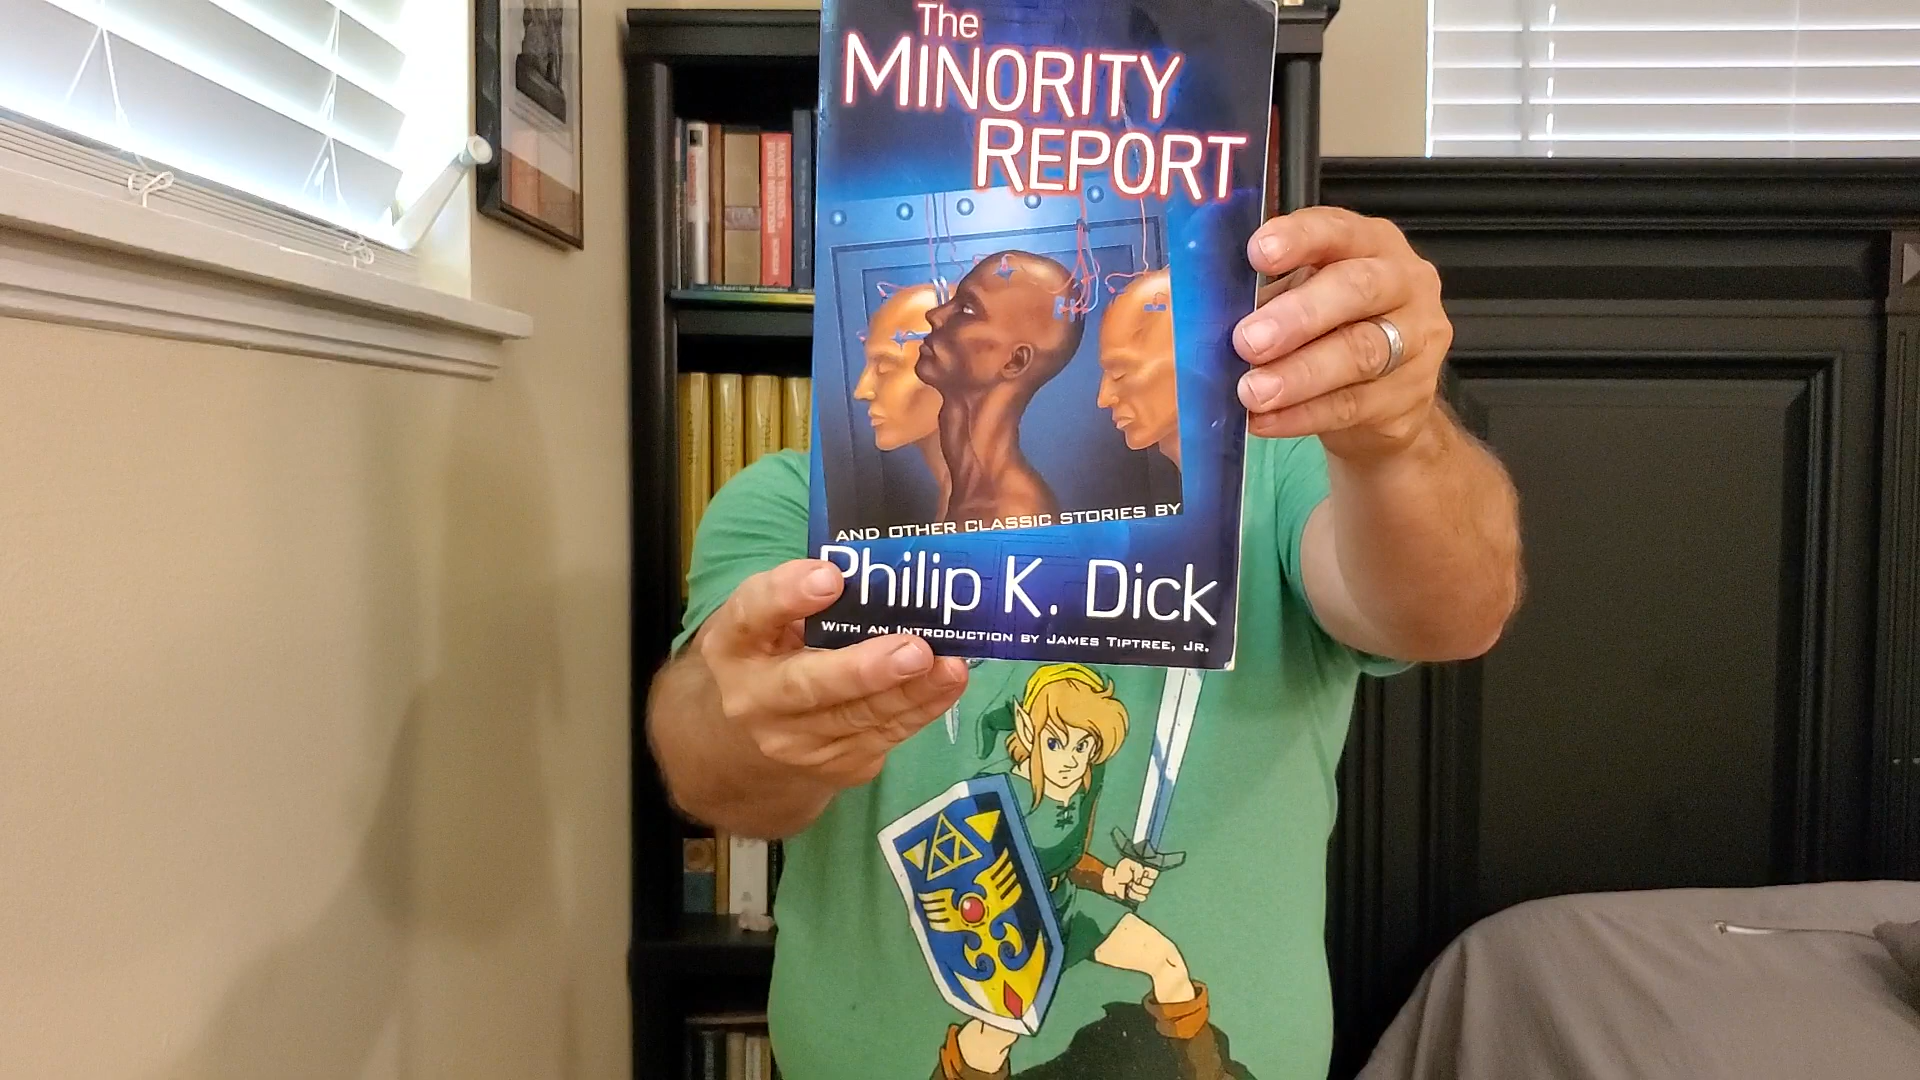 The
MINORITY
REPORT
AND OTHER CLASSIC STORIES BY
Philip K. Dick
WITH AN INTRODUCTION BY JAMES TIPTREE, JR.